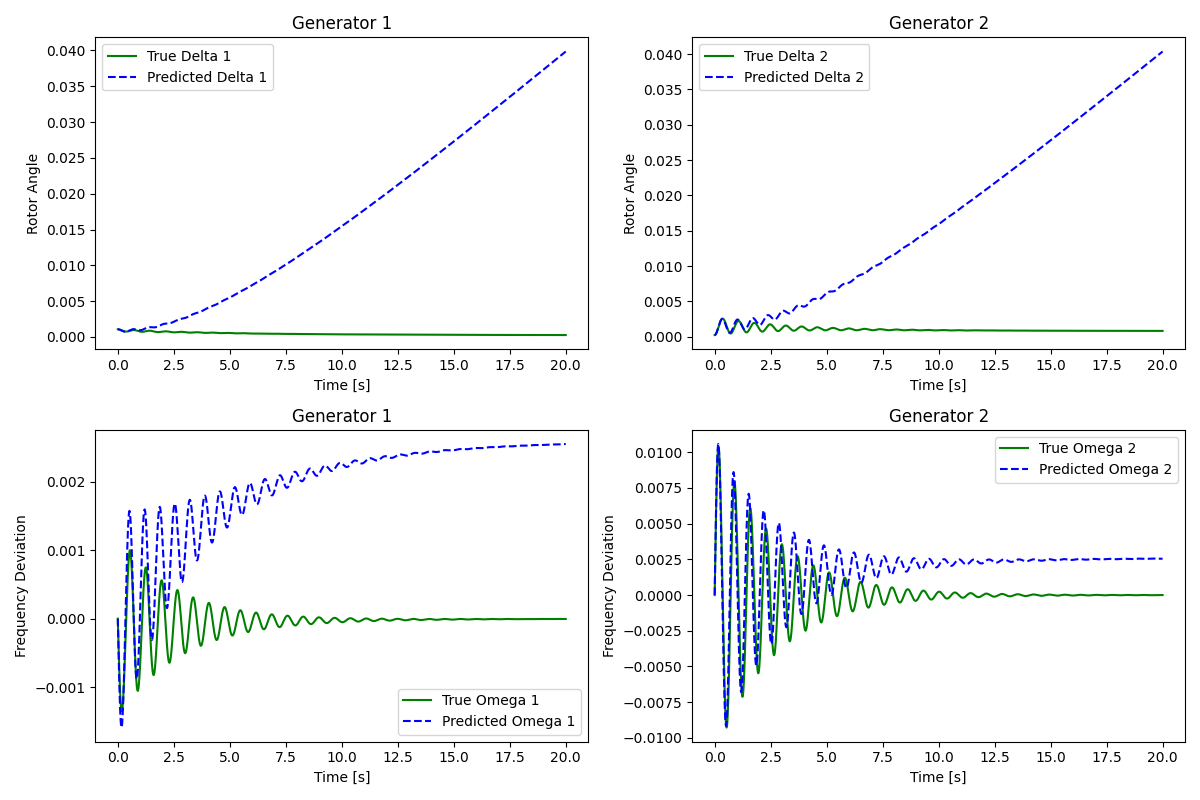 Generator 1
True Delta 1
Predicted Delta 1
0.040
0.035
0.030
0.025
0.020
0.015
0.010
0.005
0.000
Rotor Angle
0.0 2.5 5.0 7.5 10.0 12.5 15.0 17.5 20.0
Time [s]
Generator 2
True Delta 2
Predicted Delta 2
0.040
0.035
0.030
0.025
0.020
0.015
0.010
0.005
0.000
Rotor Angle
0.0 2.5 5.0 7.5 10.0 12.5 15.0 17.5 20.0
Time [s]
Generator 1
0.002
0.001
0.000
−0.001
Frequency Deviation
True Omega 1
Predicted Omega 1
0.0 2.5 5.0 7.5 10.0 12.5 15.0 17.5 20.0
Time [s]
Generator 2
True Omega 2
Predicted Omega 2
0.0100
0.0075
0.0050
0.0025
0.0000
−0.0025
−0.0050
−0.0075
−0.0100
Frequency Deviation
0.0 2.5 5.0 7.5 10.0 12.5 15.0 17.5 20.0
Time [s]